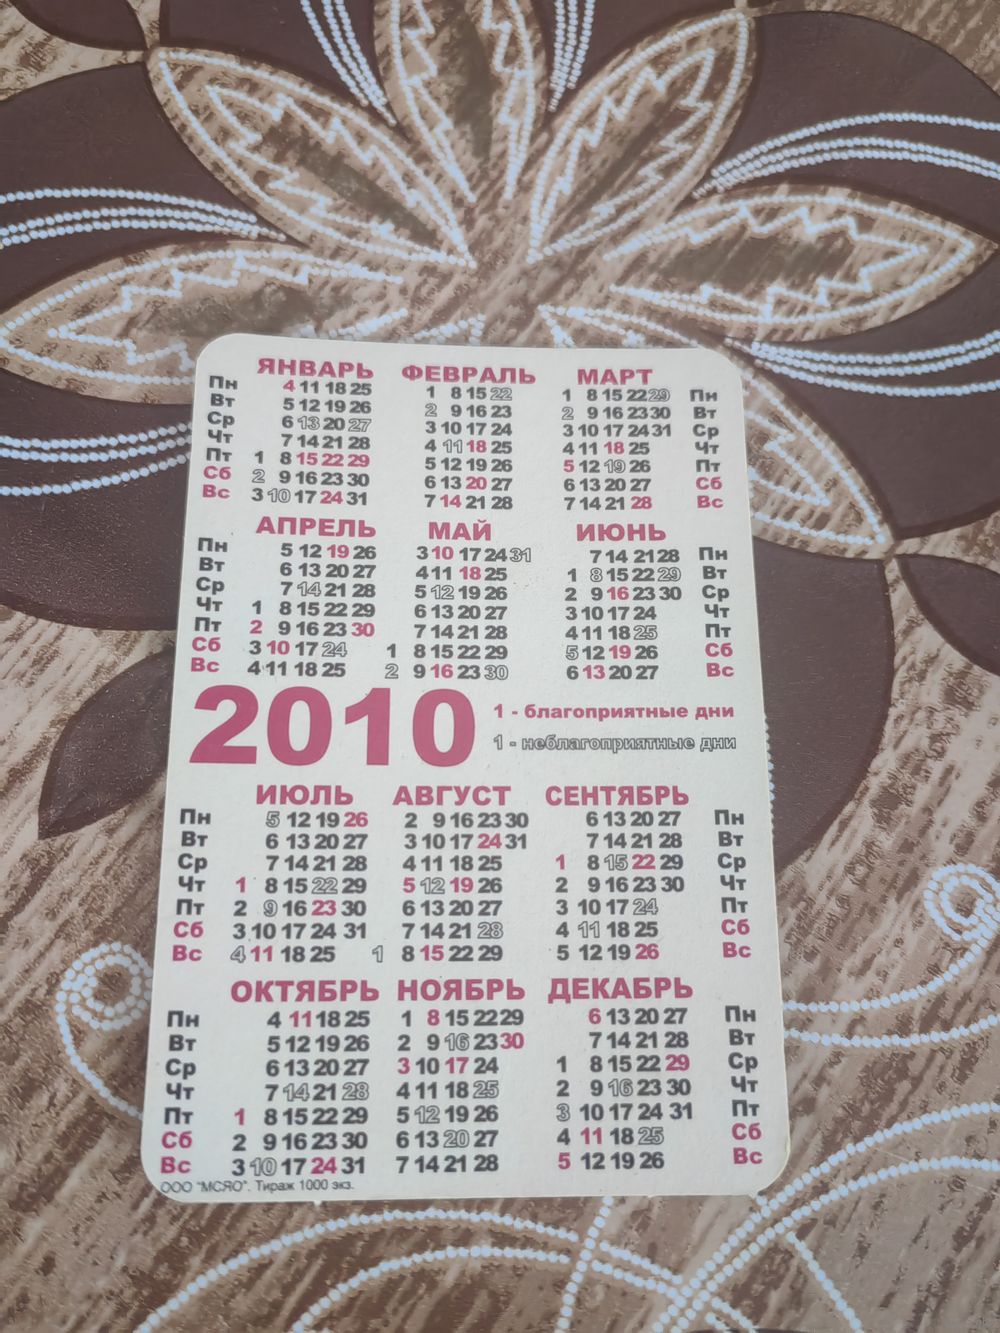 ЯНВАРЬ ФЕВРАЛЬ МАРТ
Пн 4 11 18 25 1 8 15 22 1 8 15 22 29 Пн
Вт 5 12 19 26 2 9 16 23 2 9 16 23 30 Вт
Ср 6 13 20 27 3 10 17 24 3 10 17 24 31 Ср
Чт 7 14 21 28 4 11 18 25 4 11 18 25 Чт
Пт 1 8 15 22 29 5 12 19 26 5 12 19 26 Пт
Сб 2 9 16 23 30 6 13 20 27 6 13 20 27 Сб
Вс 3 10 17 24 31 7 14 21 28 7 14 21 28 Вс
АПРЕЛЬ МАЙ ИЮНЬ
Пн 5 12 19 26 3 10 17 24 31 7 14 21 28 Пн
Вт 6 13 20 27 4 11 18 25 1 8 15 22 29 Вт
Ср 7 14 21 28 5 12 19 26 2 9 16 23 30 Ср
Чт 1 8 15 22 29 6 13 20 27 3 10 17 24 Чт
Пт 2 9 16 23 30 7 14 21 28 4 11 18 25 Пт
Сб 3 10 17 24 1 8 15 22 29 5 12 19 26 Сб
Вс 4 11 18 25 2 9 16 23 30 6 13 20 27 Вс
2010
1 - благоприятные дни
1 - неблагоприятные дни
ИЮЛЬ АВГУСТ СЕНТЯБРЬ
Пн 5 12 19 26 2 9 16 23 30 6 13 20 27 Пн
Вт 6 13 20 27 3 10 17 24 31 7 14 21 28 Вт
Ср 7 14 21 28 4 11 18 25 1 8 15 22 29 Ср
Чт 1 8 15 22 29 5 12 19 26 2 9 16 23 30 Чт
Пт 2 9 16 23 30 6 13 20 27 3 10 17 24 Пт
Сб 3 10 17 24 31 7 14 21 28 4 11 18 25 Сб
Вс 4 11 18 25 1 8 15 22 29 5 12 19 26 Вс
ОКТЯБРЬ НОЯБРЬ ДЕКАБРЬ
Пн 4 11 18 25 1 8 15 22 29 6 13 20 27 Пн
Вт 5 12 19 26 2 9 16 23 30 7 14 21 28 Вт
Ср 6 13 20 27 3 10 17 24 1 8 15 22 29 Ср
Чт 7 14 21 28 4 11 18 25 2 9 16 23 30 Чт
Пт 1 8 15 22 29 5 12 19 26 3 10 17 24 31 Пт
Сб 2 9 16 23 30 6 13 20 27 4 11 18 25 Сб
Вс 3 10 17 24 31 7 14 21 28 5 12 19 26 Вс
ООО "МСЯО". Тираж 1000 экз.